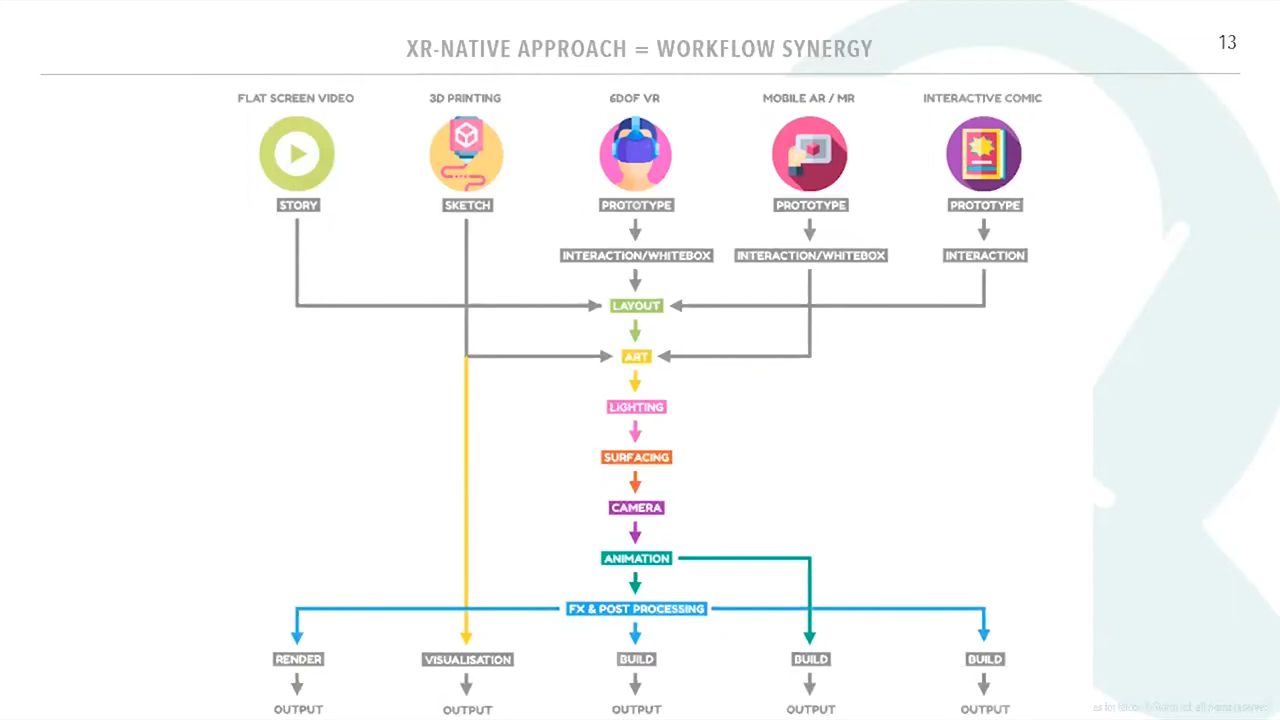 XR-NATIVE APPROACH = WORKFLOW SYNERGY
13
FLAT SCREEN VIDEO
3D PRINTING
6DOF VR
MOBILE AR / MR
INTERACTIVE COMIC
STORY
SKETCH
PROTOTYPE
PROTOTYPE
PROTOTYPE
INTERACTION/WHITEBOX
INTERACTION/WHITEBOX
INTERACTION
LAYOUT
ART
LIGHTING
SURFACING
CAMERA
ANIMATION
FX & POST PROCESSING
RENDER
VISUALISATION
BUILD
BUILD
BUILD
OUTPUT
OUTPUT
OUTPUT
OUTPUT
OUTPUT